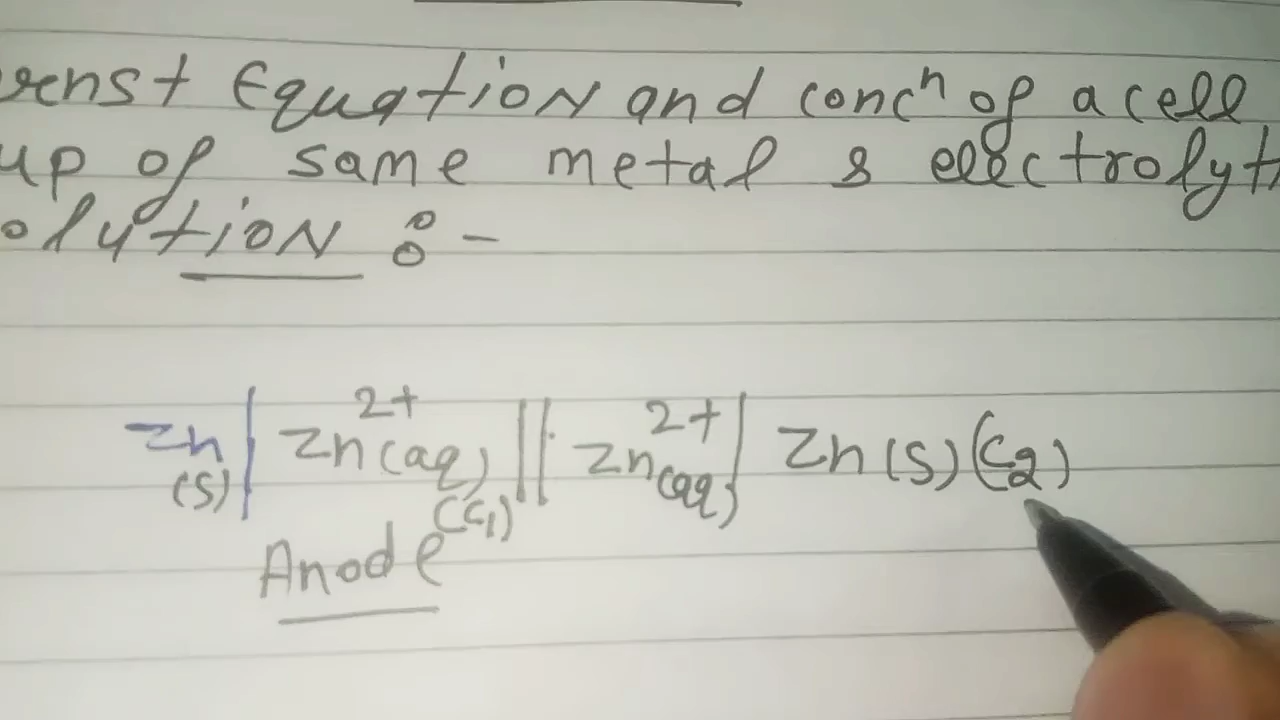 renst Equation and concⁿ of a cell
up of same metal & electrolyt
olution :-
Zn(s) | Zn²⁺(aq)(C₁) || Zn²⁺(aq) | Zn(s)(C₂)
Anode